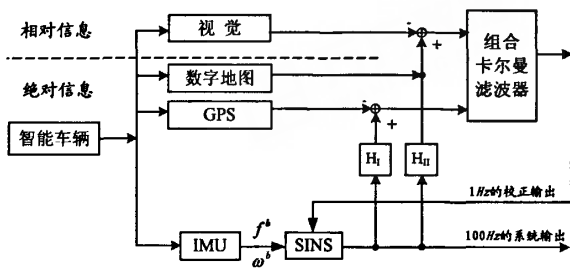 相对信息
视觉
组合
卡尔曼
滤波器
- +
数字地图
绝对信息
GPS
- +
智能车辆
H_I
H_II
1Hz的校正输出
IMU
f^b
ω^b
SINS
100Hz的系统输出